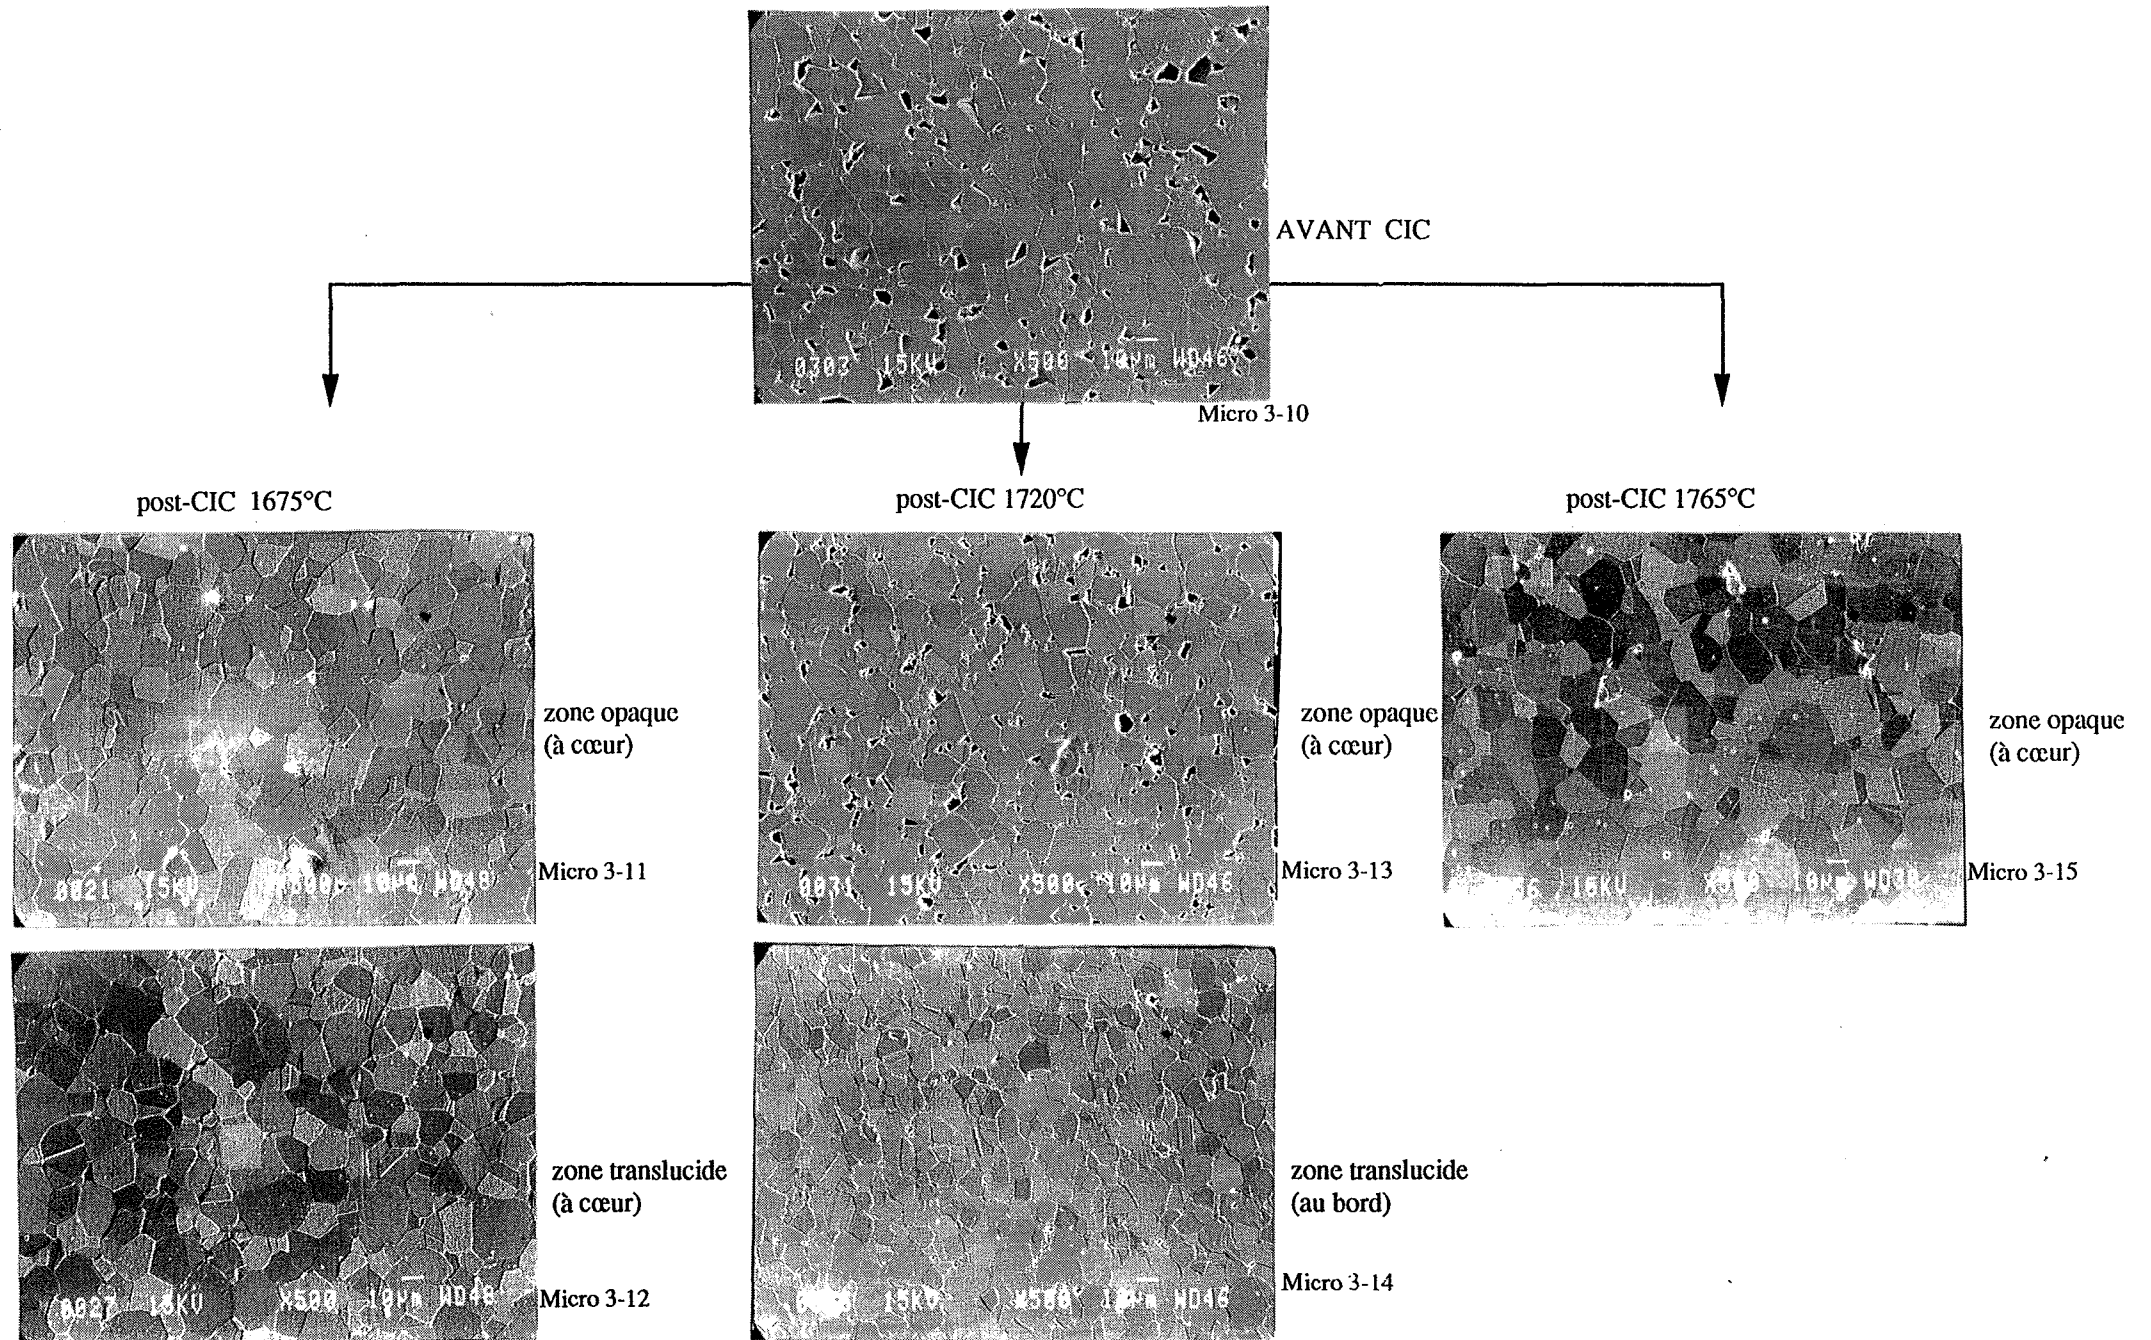 AVANT CIC
0303 15KV X500 10µm WD46
Micro 3-10
post-CIC 1675°C
post-CIC 1720°C
post-CIC 1765°C
zone opaque
(à cœur)
0021 15KV X500 10µm WD48
Micro 3-11
zone opaque
(à cœur)
0031 15KV X500 10µm WD46
Micro 3-13
zone opaque
(à cœur)
15KV X500 10µm
Micro 3-15
zone translucide
(à cœur)
0027 15KV X500 10µm WD48
Micro 3-12
zone translucide
(au bord)
15KV X500 10µm WD46
Micro 3-14